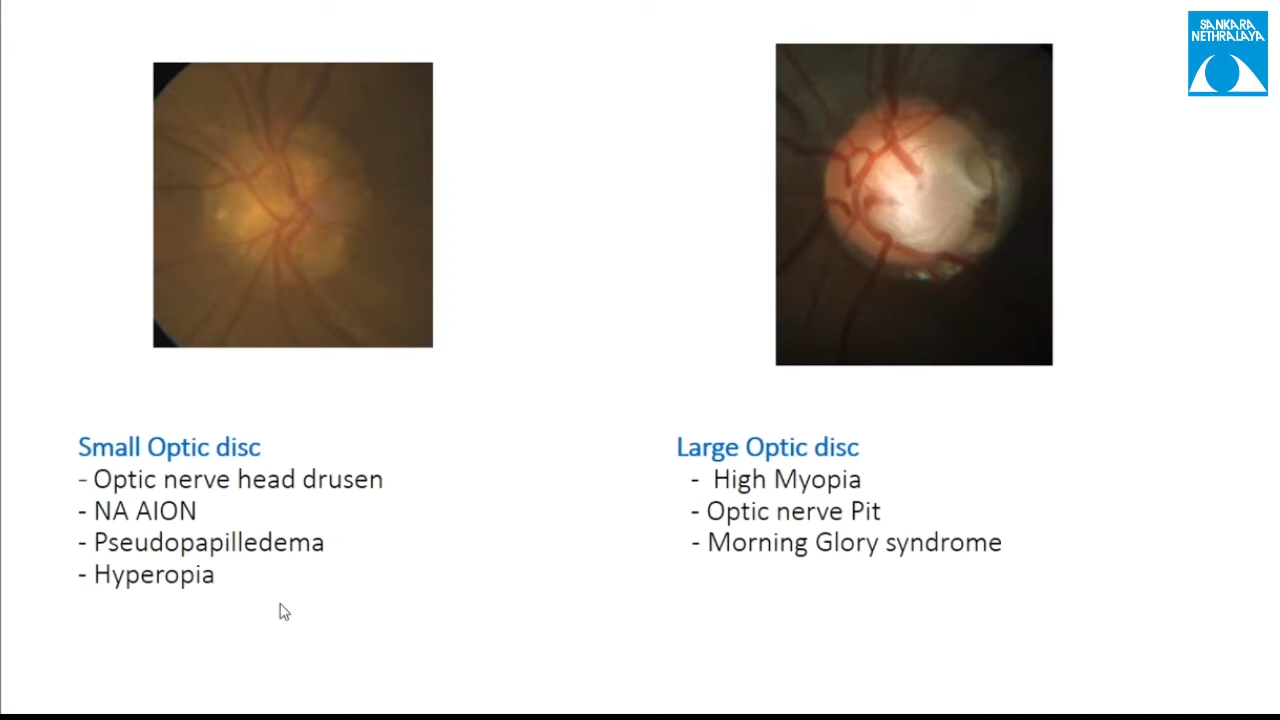 SANKARA
NETHRALAYA
Small Optic disc
- Optic nerve head drusen
- NA AION
- Pseudopapilledema
- Hyperopia
Large Optic disc
- High Myopia
- Optic nerve Pit
- Morning Glory syndrome